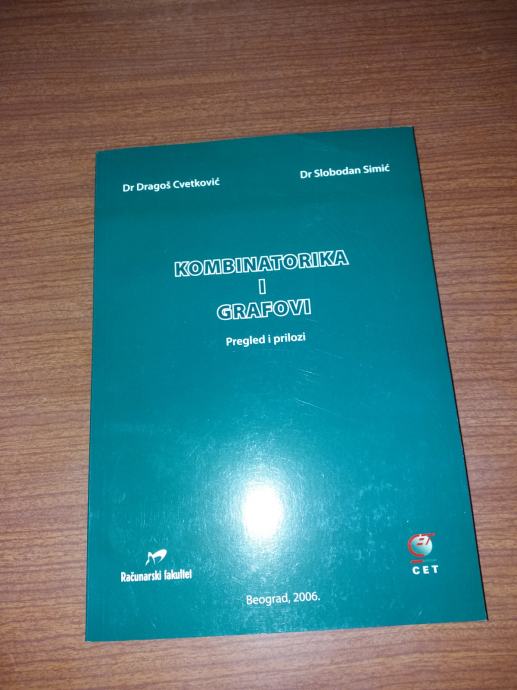 Dr Dragoš Cvetković
Dr Slobodan Simić
KOMBINATORIKA
I
GRAFOVI
Pregled i prilozi
Računarski fakultet
CET
Beograd, 2006.